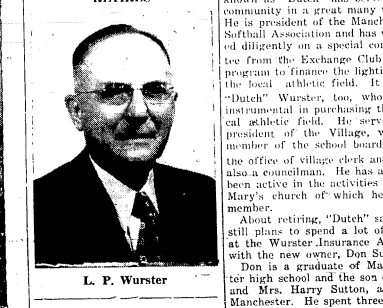 L. P. Wurster
community in a great many
He is president of the Manch
Softball Association and has
ed diligently on a special co
tee from the Exchange Club
program to finance the lighti
the local athletic field. It
"Dutch" Wurster, too, who
instrumental in purchasing t
cal athletic field. He serv
president of the Village,
member of the school board
the office of village clerk an
also a councilman. He has a
been active in the activities
Mary's church of which he
member.
About retiring, "Dutch" sa
still plans to spend a lot of
at the Wurster Insurance A
with the new owner, Don Su
Don is a graduate of Ma
ter high school and the son
and Mrs. Harry Sutton, a
Manchester. He spent three